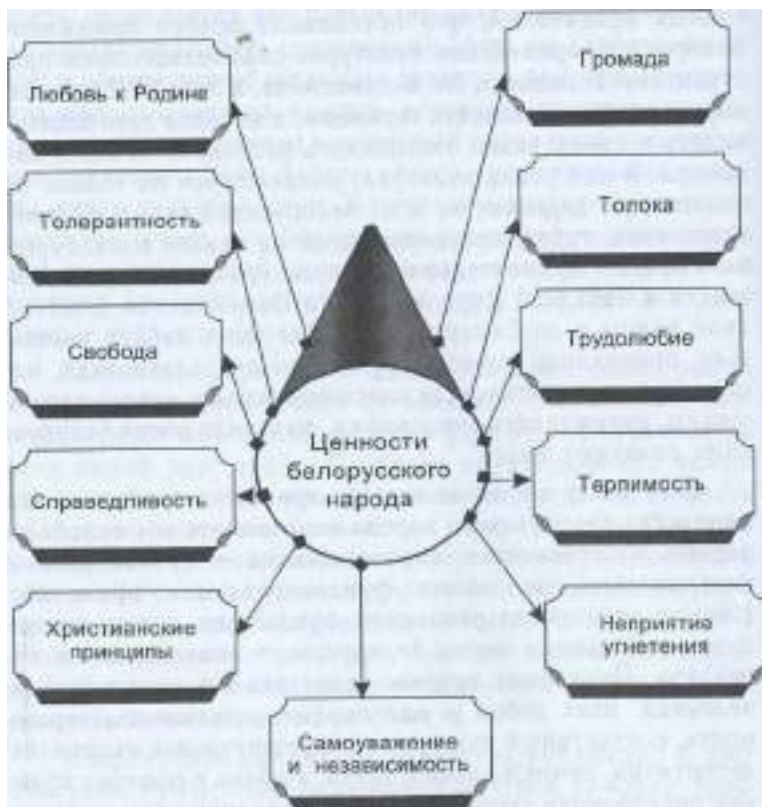 Любовь к Родине
Громада
Толерантность
Толока
Свобода
Трудолюбие
Ценности
белорусского
народа
Справедливость
Терпимость
Христианские
принципы
Неприятие
угнетения
Самоуважение
и независимость